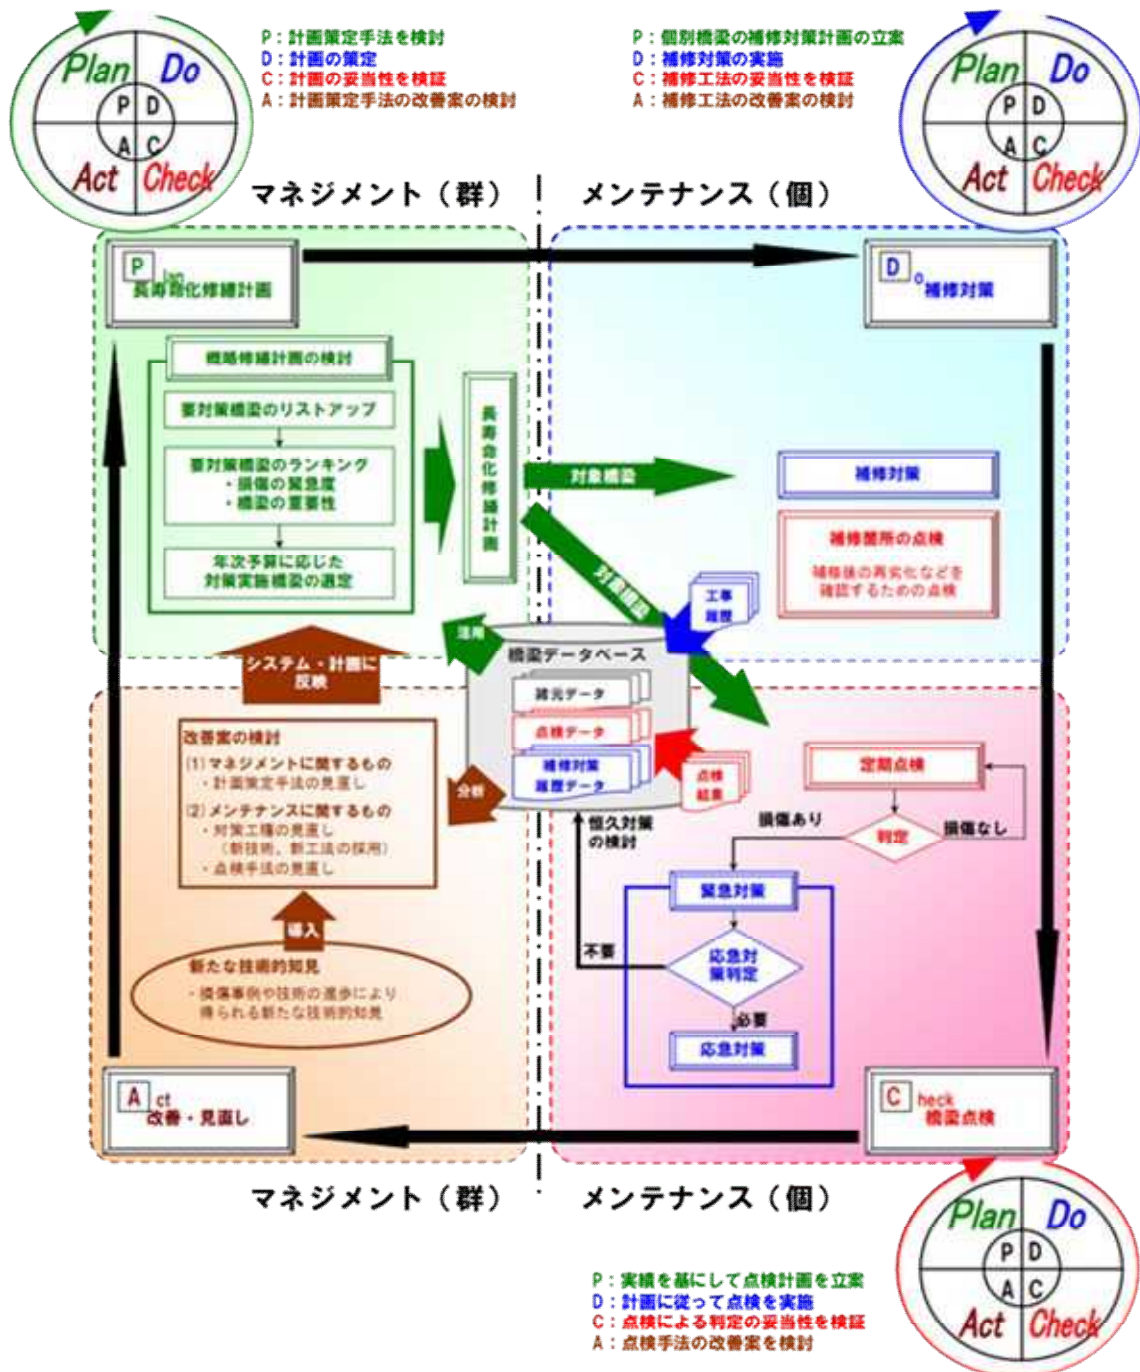 Plan Do
P D
A C
Act Check
P：計画策定手法を検討
D：計画の策定
C：計画の妥当性を検証
A：計画策定手法の改善案の検討
P：個別橋梁の補修対策計画の立案
D：補修対策の実施
C：補修工法の妥当性を検証
A：補修工法の改善案の検討
Plan Do
P D
A C
Act Check
マネジメント（群）
メンテナンス（個）
Plan
長寿命化修繕計画
Do
補修対策
概略修繕計画の検討
要対策橋梁のリストアップ
要対策橋梁のランキング
・損傷の緊急度
・橋梁の重要性
年次予算に応じた
対策実施橋梁の選定
長寿命化修繕計画
対象橋梁
対象橋梁
補修対策
補修箇所の点検
補修後の再劣化などを
確認するための点検
工事
履歴
活用
橋梁データベース
諸元データ
点検データ
補修対策
履歴データ
点検
結果
分析
システム・計画に
反映
改善案の検討
(1)マネジメントに関するもの
・計画策定手法の見直し
(2)メンテナンスに関するもの
・対策工種の見直し
（新技術、新工法の採用）
・点検手法の見直し
導入
新たな技術的知見
・損傷事例や技術の進歩により
得られる新たな技術的知見
定期点検
判定
損傷あり
損傷なし
恒久対策
の検討
緊急対策
応急対
策判定
不要
必要
応急対策
Act
改善・見直し
Check
橋梁点検
マネジメント（群）
メンテナンス（個）
P：実績を基にして点検計画を立案
D：計画に従って点検を実施
C：点検による判定の妥当性を検証
A：点検手法の改善案を検討
Plan Do
P D
A C
Act Check